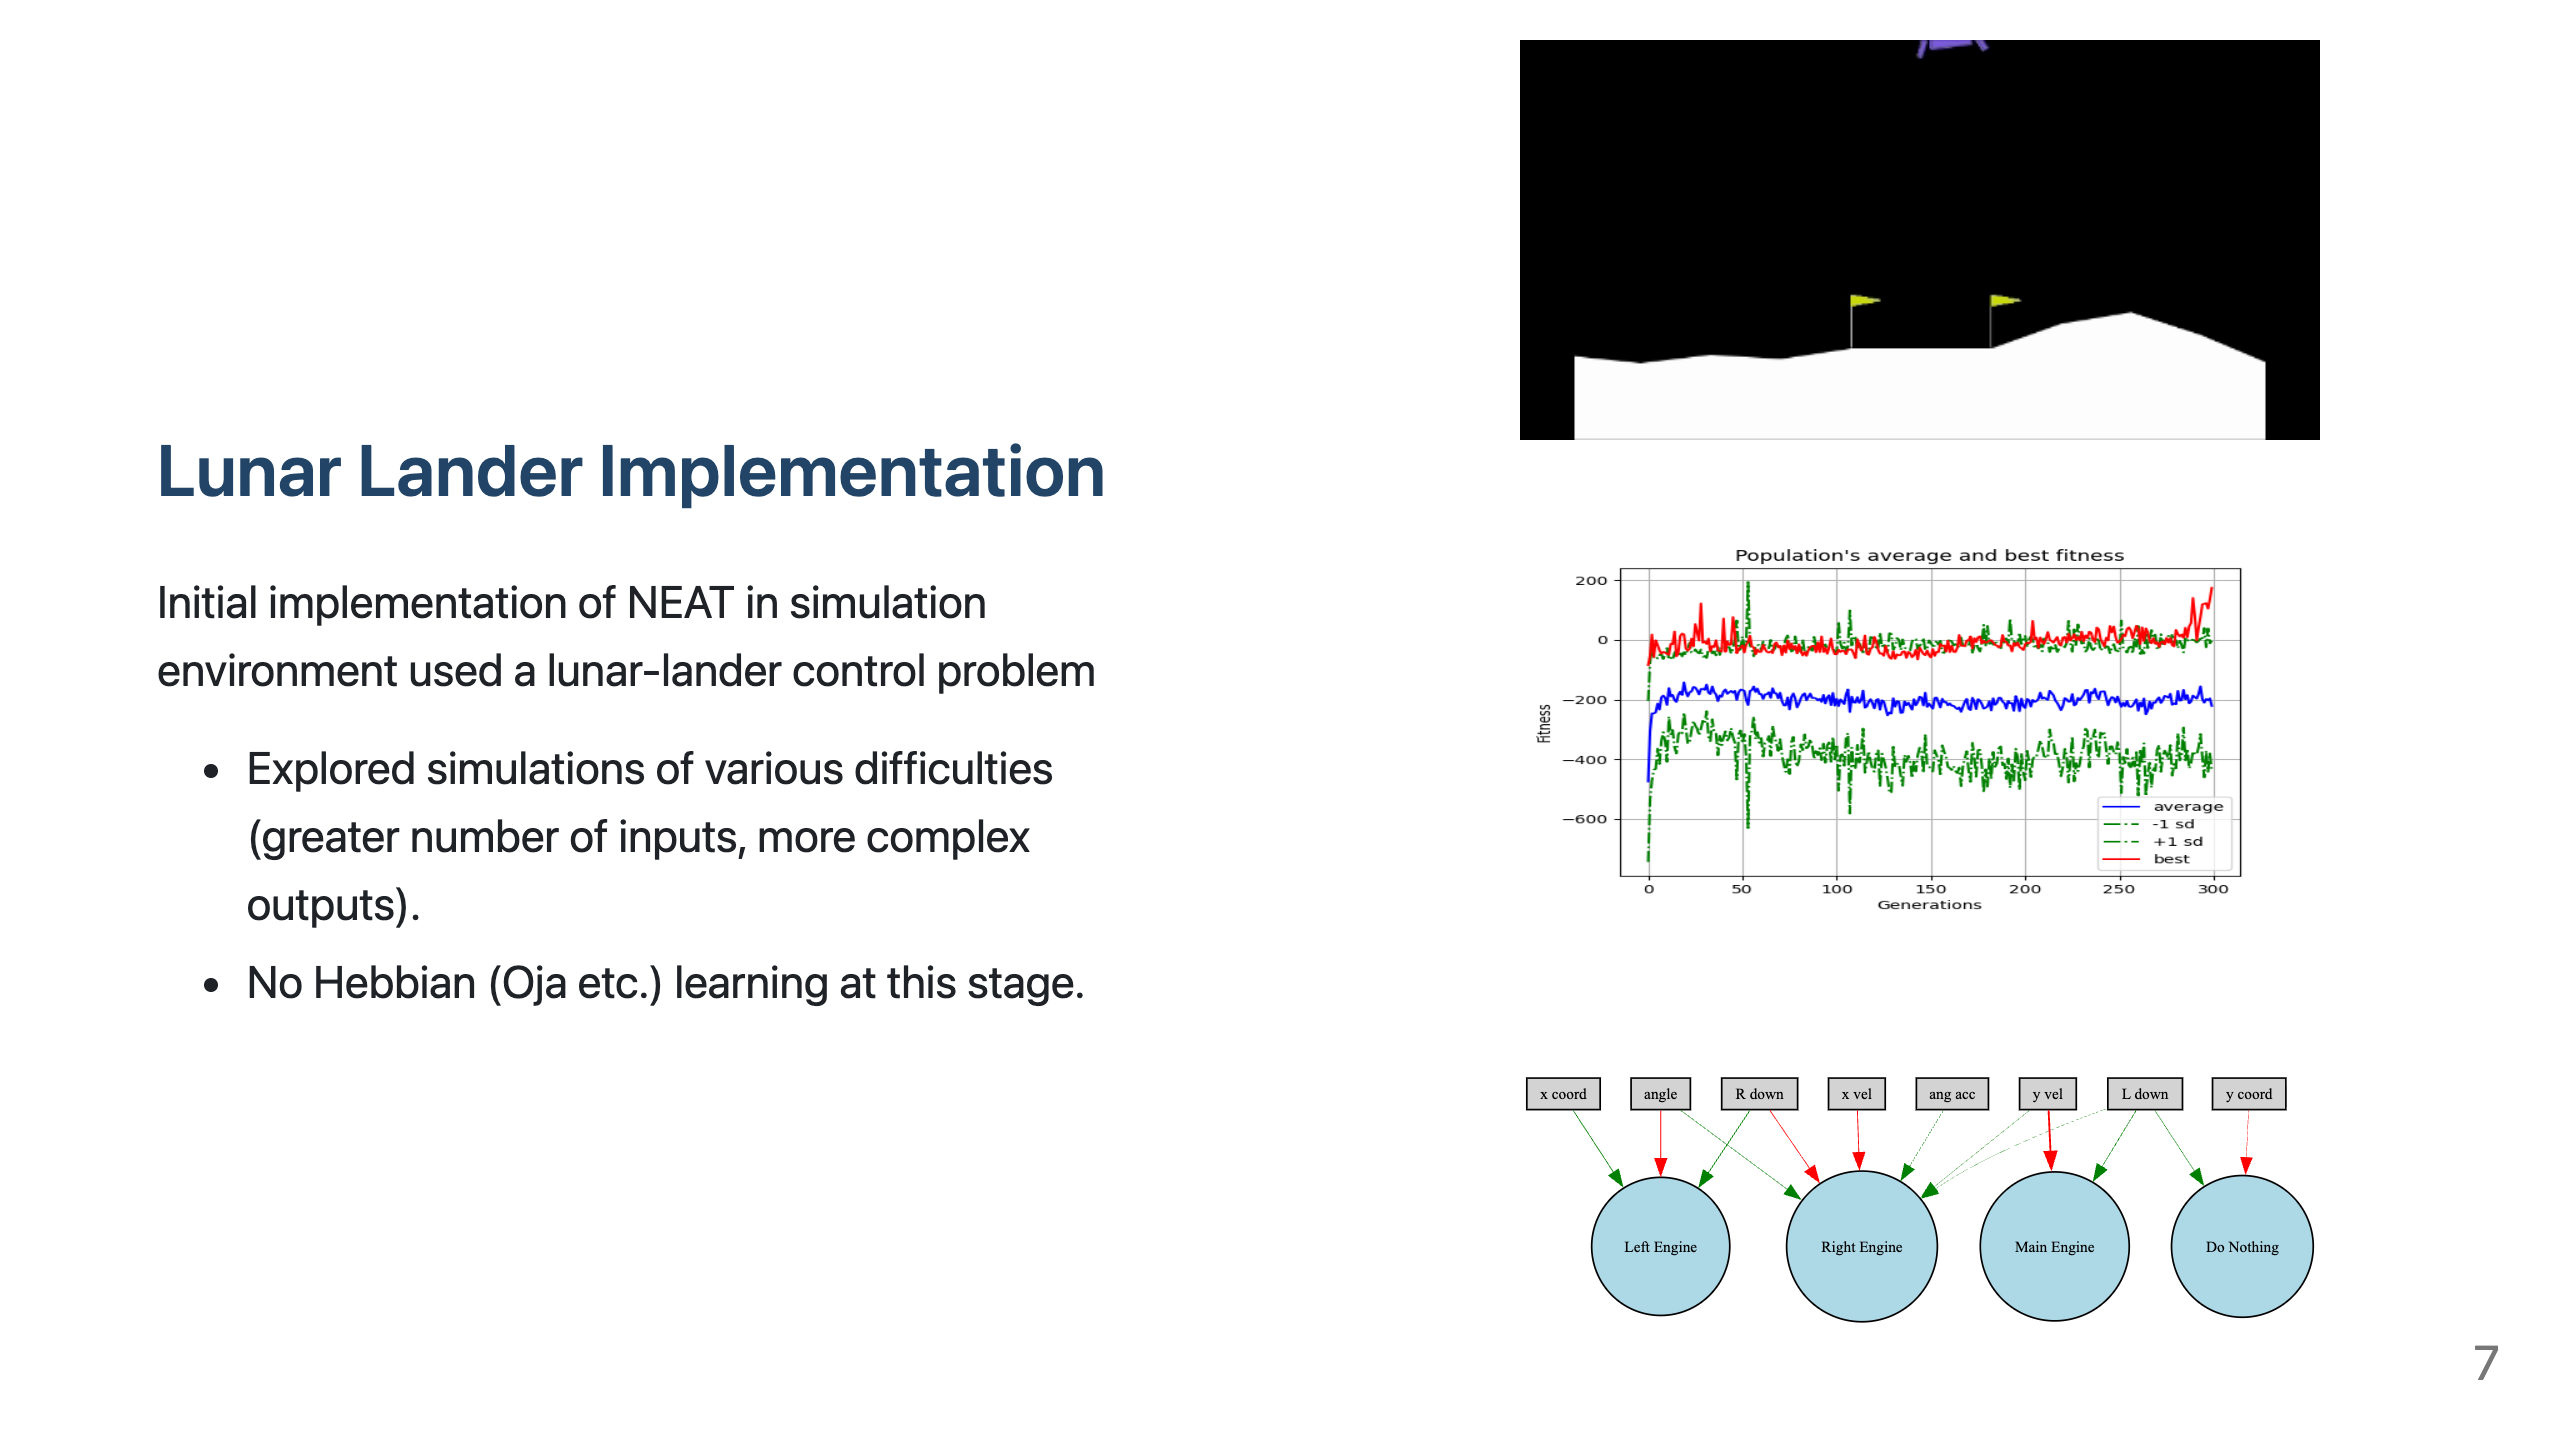 Lunar Lander Implementation
Initial implementation of NEAT in simulation
environment used a lunar-lander control problem
• Explored simulations of various difficulties
(greater number of inputs, more complex
outputs).
• No Hebbian (Oja etc.) learning at this stage.
Population's average and best fitness
Fitness
200
0
−200
−400
−600
average
-1 sd
+1 sd
best
0 50 100 150 200 250 300
Generations
x coord angle R down x vel ang acc y vel L down y coord
Left Engine Right Engine Main Engine Do Nothing
7